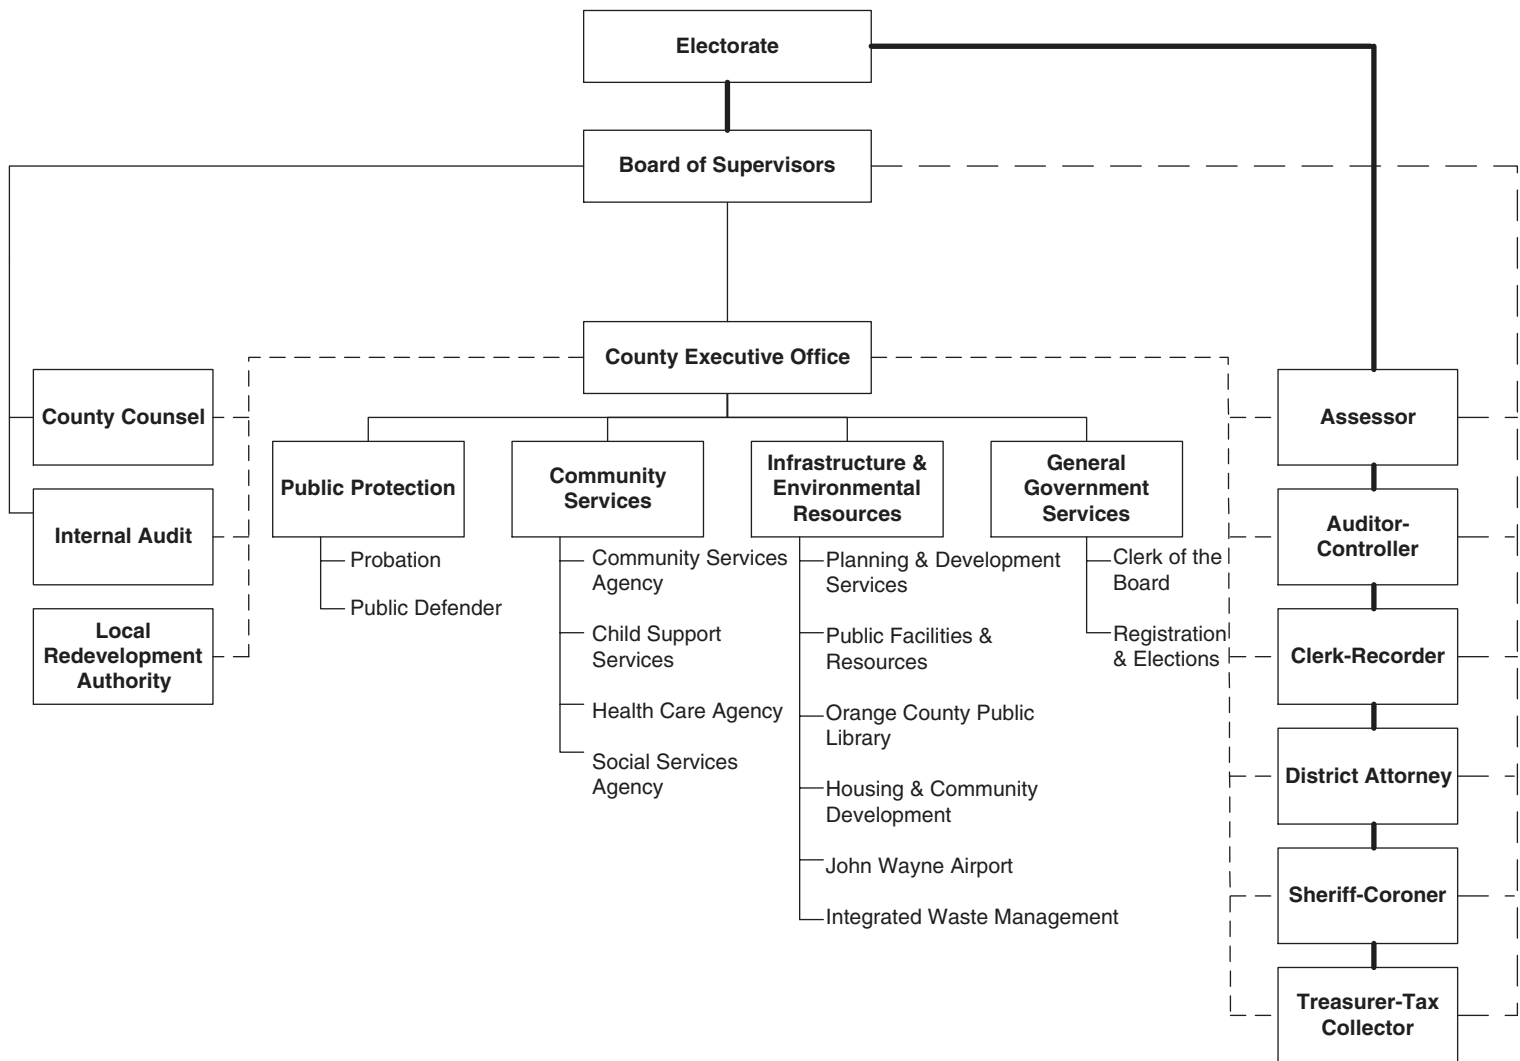 Electorate
Board of Supervisors
County Executive Office
County Counsel
Internal Audit
Local
Redevelopment
Authority
Public Protection
Probation
Public Defender
Community
Services
Community Services
Agency
Child Support
Services
Health Care Agency
Social Services
Agency
Infrastructure &
Environmental
Resources
Planning & Development
Services
Public Facilities &
Resources
Orange County Public
Library
Housing & Community
Development
John Wayne Airport
Integrated Waste Management
General
Government
Services
Clerk of the
Board
Registration
& Elections
Assessor
Auditor-
Controller
Clerk-Recorder
District Attorney
Sheriff-Coroner
Treasurer-Tax
Collector